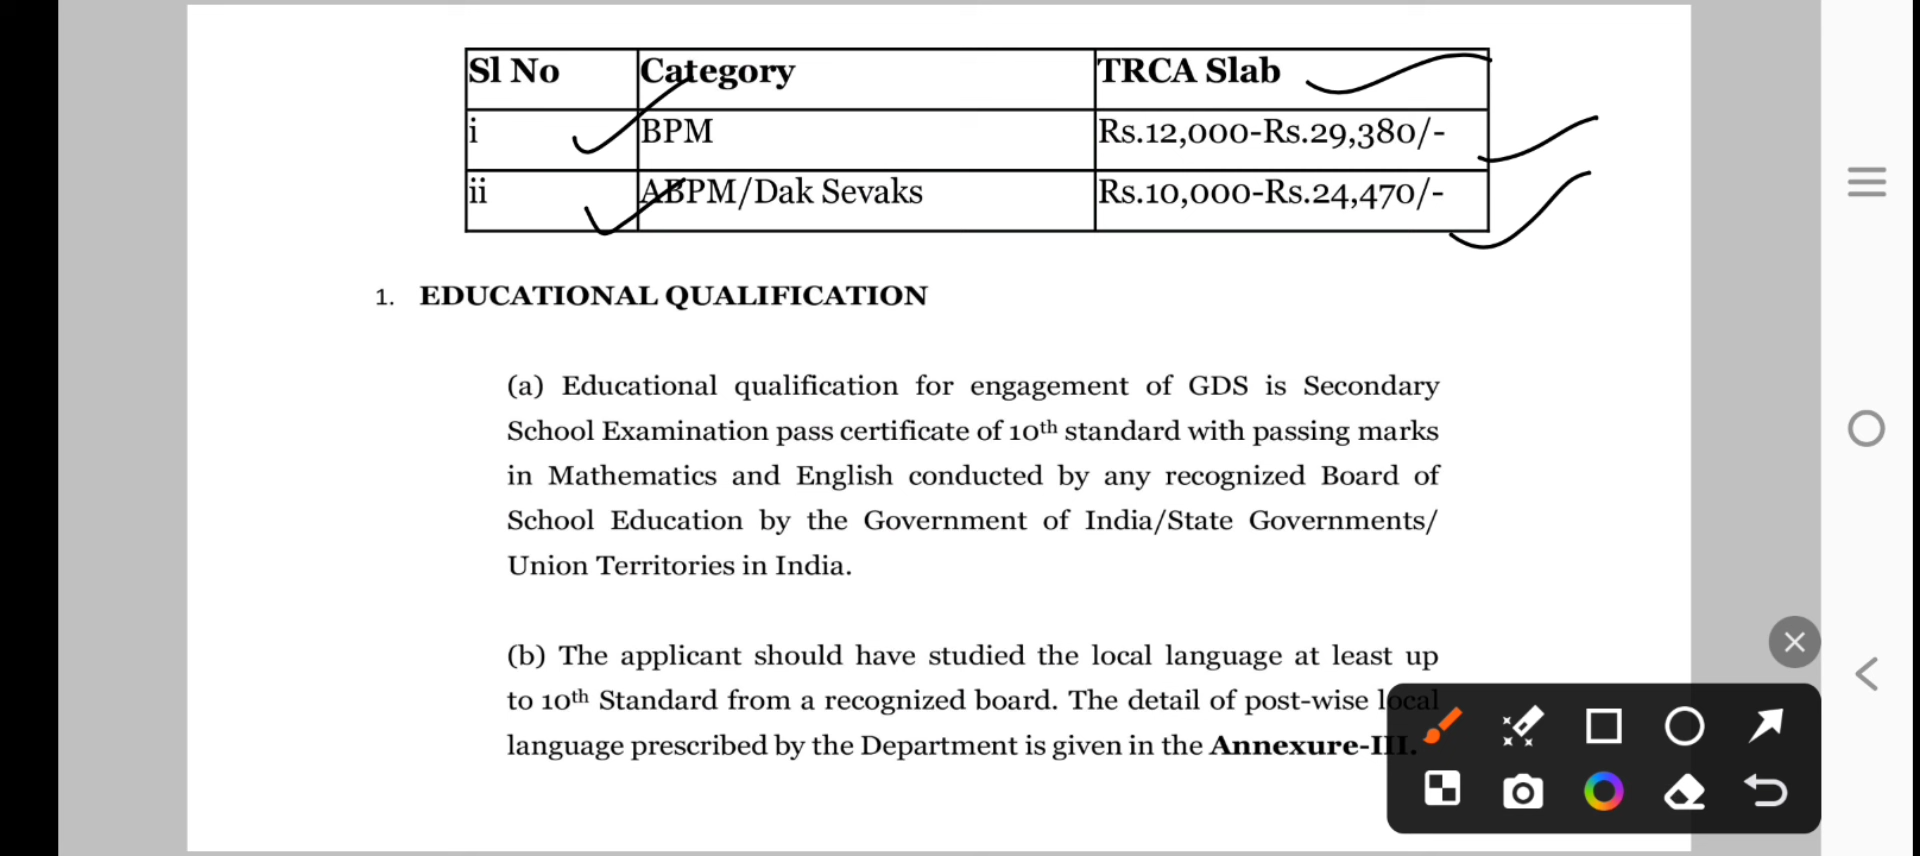 Sl No Category TRCA Slab
i BPM Rs.12,000-Rs.29,380/-
ii ABPM/Dak Sevaks Rs.10,000-Rs.24,470/-
1. EDUCATIONAL QUALIFICATION
(a) Educational qualification for engagement of GDS is Secondary
School Examination pass certificate of 10th standard with passing marks
in Mathematics and English conducted by any recognized Board of
School Education by the Government of India/State Governments/
Union Territories in India.
(b) The applicant should have studied the local language at least up
to 10th Standard from a recognized board. The detail of post-wise local
language prescribed by the Department is given in the Annexure-III.